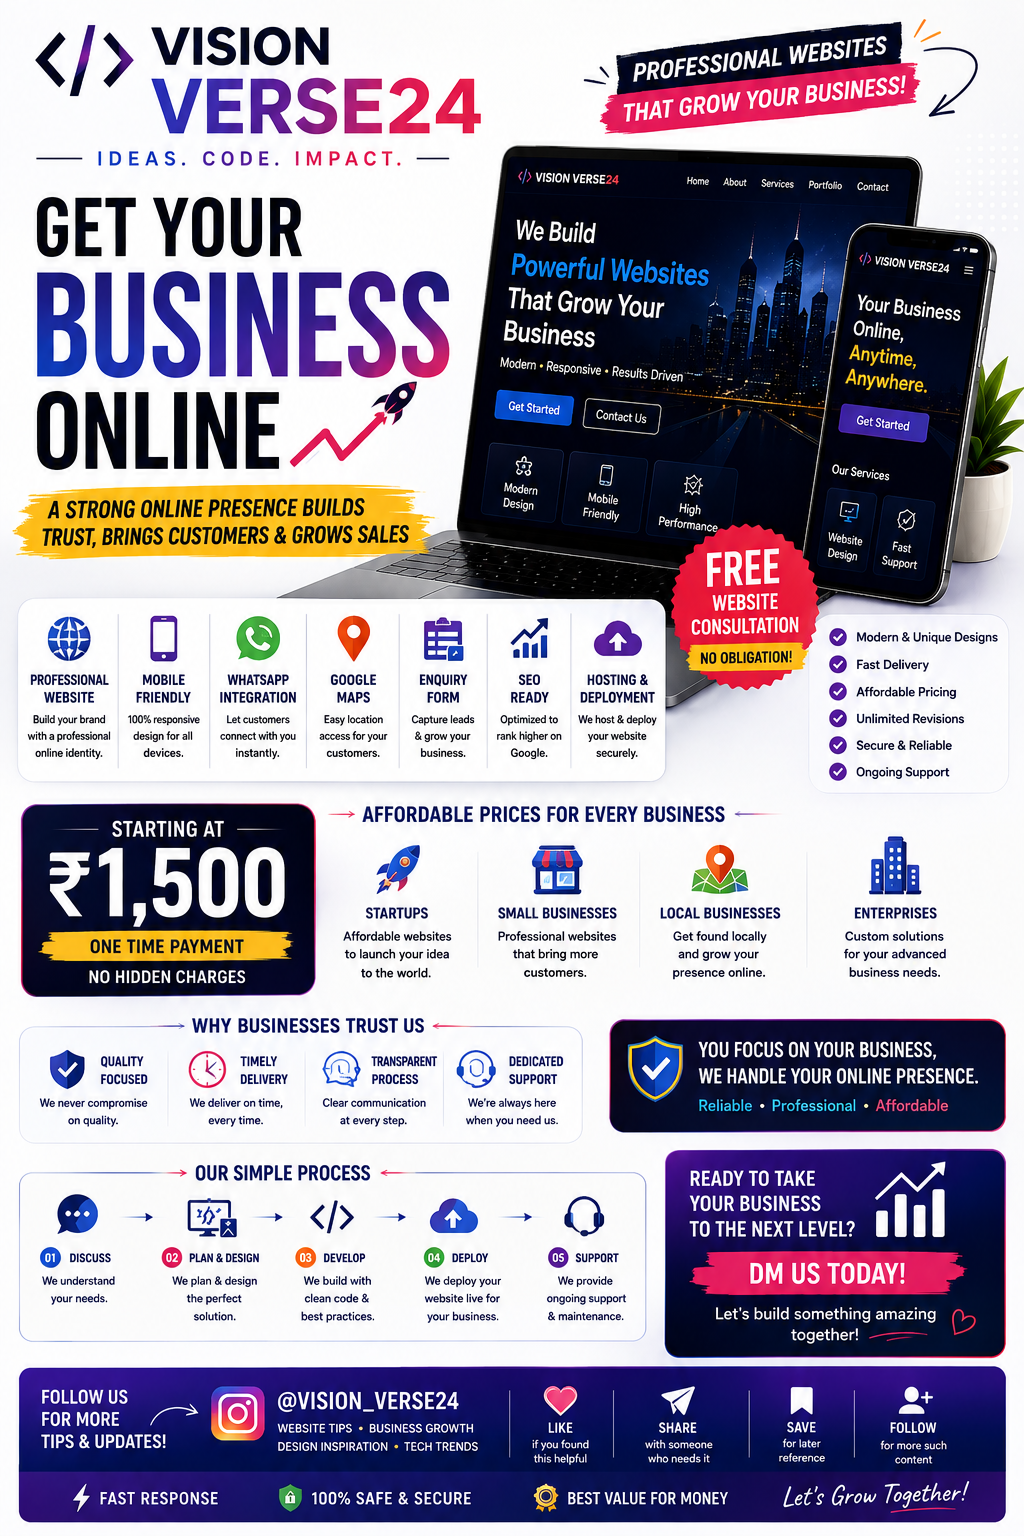 </> VISION
VERSE24
IDEAS. CODE. IMPACT.
PROFESSIONAL WEBSITES
THAT GROW YOUR BUSINESS!
GET YOUR
BUSINESS
ONLINE
A STRONG ONLINE PRESENCE BUILDS
TRUST, BRINGS CUSTOMERS & GROWS SALES
</> VISION VERSE24
Home About Services Portfolio Contact
We Build
Powerful Websites
That Grow Your
Business
Modern • Responsive • Results Driven
Get Started
Contact Us
Modern
Design
Mobile
Friendly
High
Performance
</> VISION VERSE24
Your Business
Online,
Anytime,
Anywhere.
Get Started
Our Services
Website
Design
Fast
Support
FREE
WEBSITE
CONSULTATION
NO OBLIGATION!
PROFESSIONAL
WEBSITE
Build your brand
with a professional
online identity.
MOBILE
FRIENDLY
100% responsive
design for all
devices.
WHATSAPP
INTEGRATION
Let customers
connect with you
instantly.
GOOGLE
MAPS
Easy location
access for your
customers.
ENQUIRY
FORM
Capture leads
& grow your
business.
SEO
READY
Optimized to
rank higher on
Google.
HOSTING &
DEPLOYMENT
We host & deploy
your website
securely.
Modern & Unique Designs
Fast Delivery
Affordable Pricing
Unlimited Revisions
Secure & Reliable
Ongoing Support
STARTING AT
₹1,500
ONE TIME PAYMENT
NO HIDDEN CHARGES
AFFORDABLE PRICES FOR EVERY BUSINESS
STARTUPS
Affordable websites
to launch your idea
to the world.
SMALL BUSINESSES
Professional websites
that bring more
customers.
LOCAL BUSINESSES
Get found locally
and grow your
presence online.
ENTERPRISES
Custom solutions
for your advanced
business needs.
WHY BUSINESSES TRUST US
QUALITY
FOCUSED
We never compromise
on quality.
TIMELY
DELIVERY
We deliver on time,
every time.
TRANSPARENT
PROCESS
Clear communication
at every step.
DEDICATED
SUPPORT
We're always here
when you need us.
YOU FOCUS ON YOUR BUSINESS,
WE HANDLE YOUR ONLINE PRESENCE.
Reliable • Professional • Affordable
OUR SIMPLE PROCESS
01 DISCUSS
We understand
your needs.
02 PLAN & DESIGN
We plan & design
the perfect
solution.
</>
03 DEVELOP
We build with
clean code &
best practices.
04 DEPLOY
We deploy your
website live for
your business.
05 SUPPORT
We provide
ongoing support
& maintenance.
READY TO TAKE
YOUR BUSINESS
TO THE NEXT LEVEL?
DM US TODAY!
Let's build something amazing
together!
FOLLOW US
FOR MORE
TIPS & UPDATES!
@VISION_VERSE24
WEBSITE TIPS • BUSINESS GROWTH
DESIGN INSPIRATION • TECH TRENDS
LIKE
if you found
this helpful
SHARE
with someone
who needs it
SAVE
for later
reference
FOLLOW
for more such
content
FAST RESPONSE
100% SAFE & SECURE
BEST VALUE FOR MONEY
Let's Grow Together!